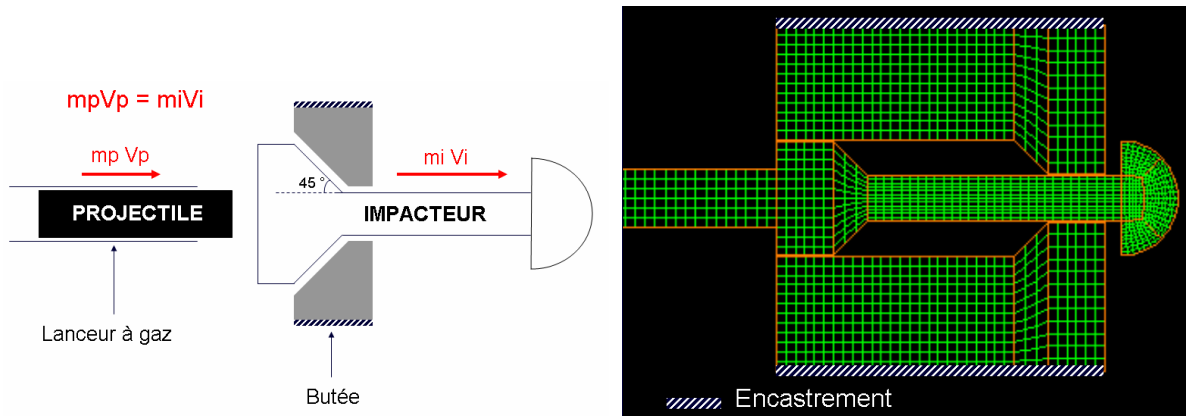 mpVp = miVi
mp Vp
mi Vi
45 °
PROJECTILE
IMPACTEUR
Lanceur à gaz
Butée
Encastrement